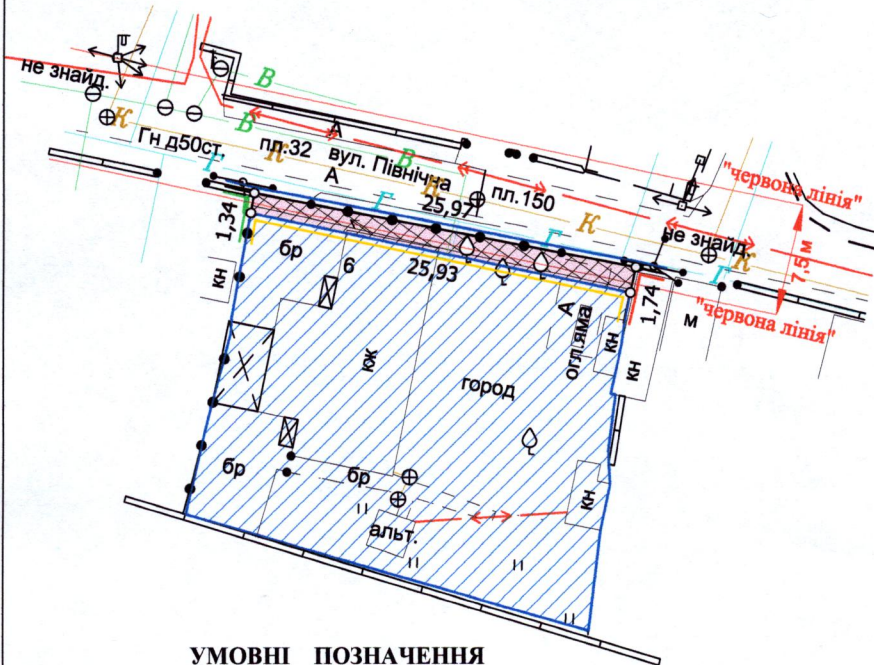 не знайд.
В
К
Гн д50ст.
В
А
пл.32 вул. Північна
К
В
А
Г
К
25,97
пл.150
"червона лінія"
К
не знайд.
К
Г
Г
7,5 м
1,34
бр
6
25,93
кн
А
огл.яма
кн
1,74
м
"червона лінія"
кж
город
кн
бр
бр
кн
альт.
УМОВНІ ПОЗНАЧЕННЯ